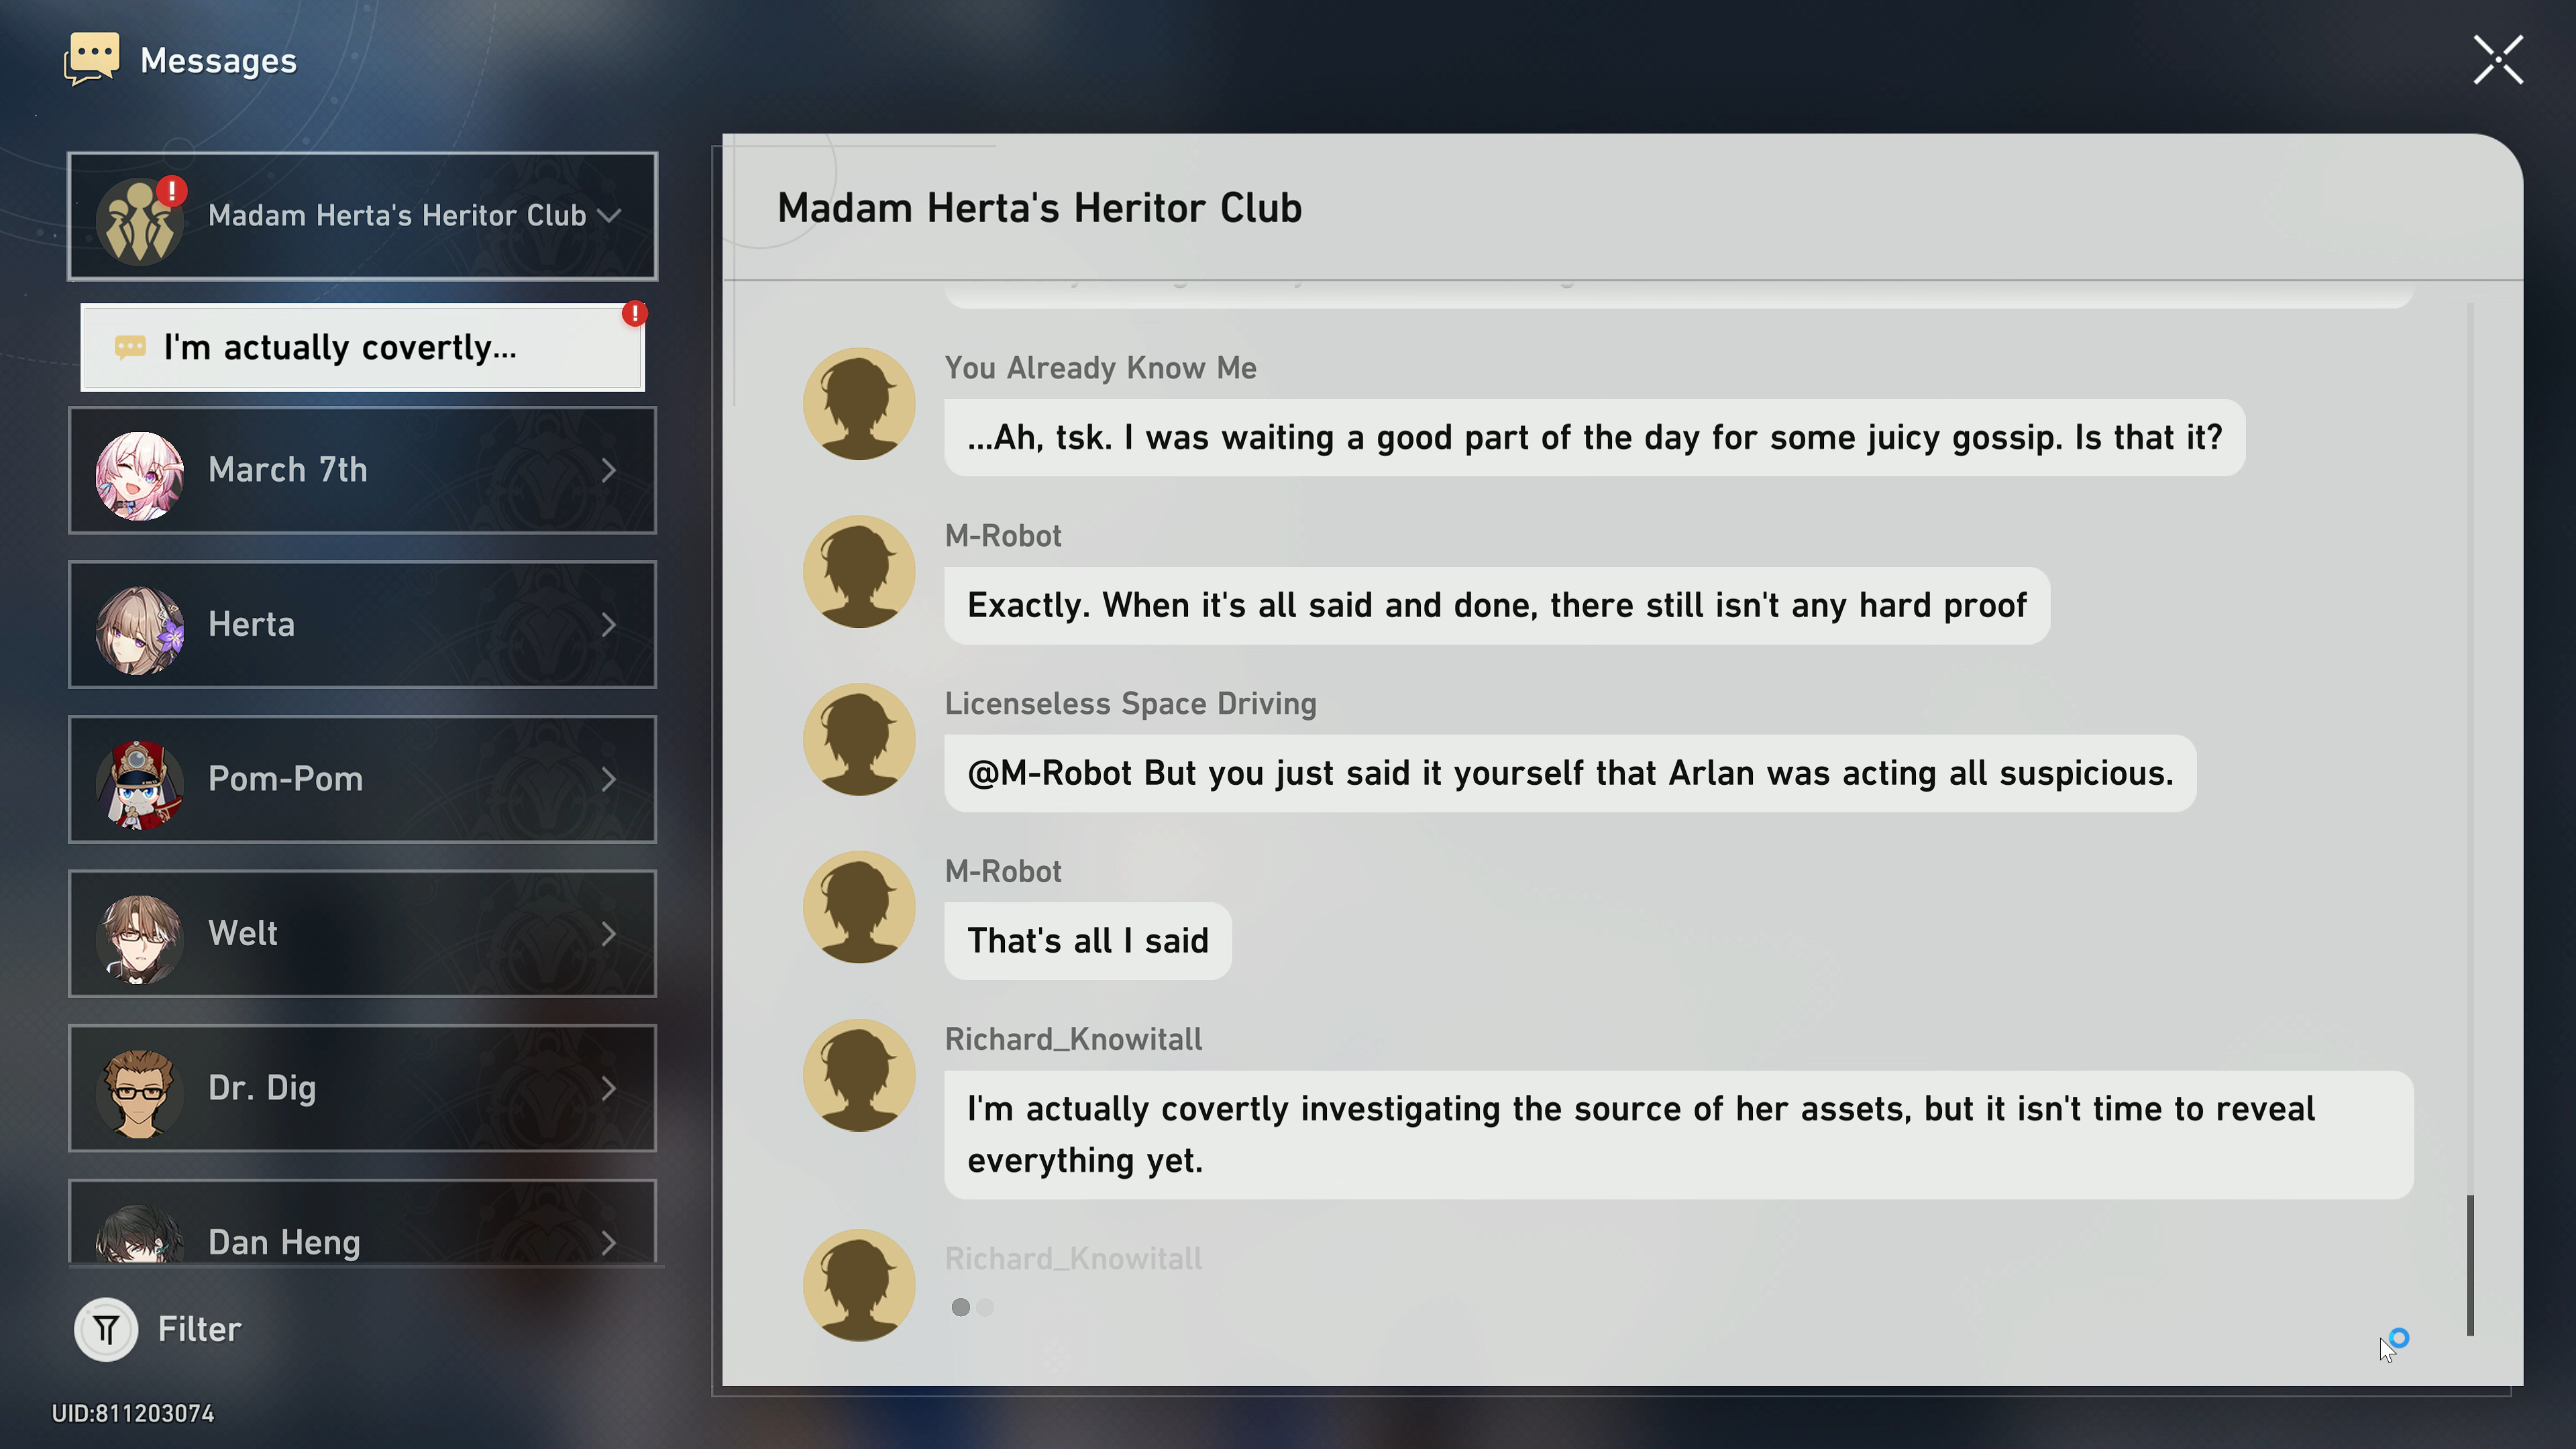 Messages
Madam Herta's Heritor Club
I'm actually covertly...
March 7th
Herta
Pom-Pom
Welt
Dr. Dig
Dan Heng
Filter
UID:811203074
Madam Herta's Heritor Club
You Already Know Me
...Ah, tsk. I was waiting a good part of the day for some juicy gossip. Is that it?
M-Robot
Exactly. When it's all said and done, there still isn't any hard proof
Licenseless Space Driving
@M-Robot But you just said it yourself that Arlan was acting all suspicious.
M-Robot
That's all I said
Richard_Knowitall
I'm actually covertly investigating the source of her assets, but it isn't time to reveal
everything yet.
Richard_Knowitall